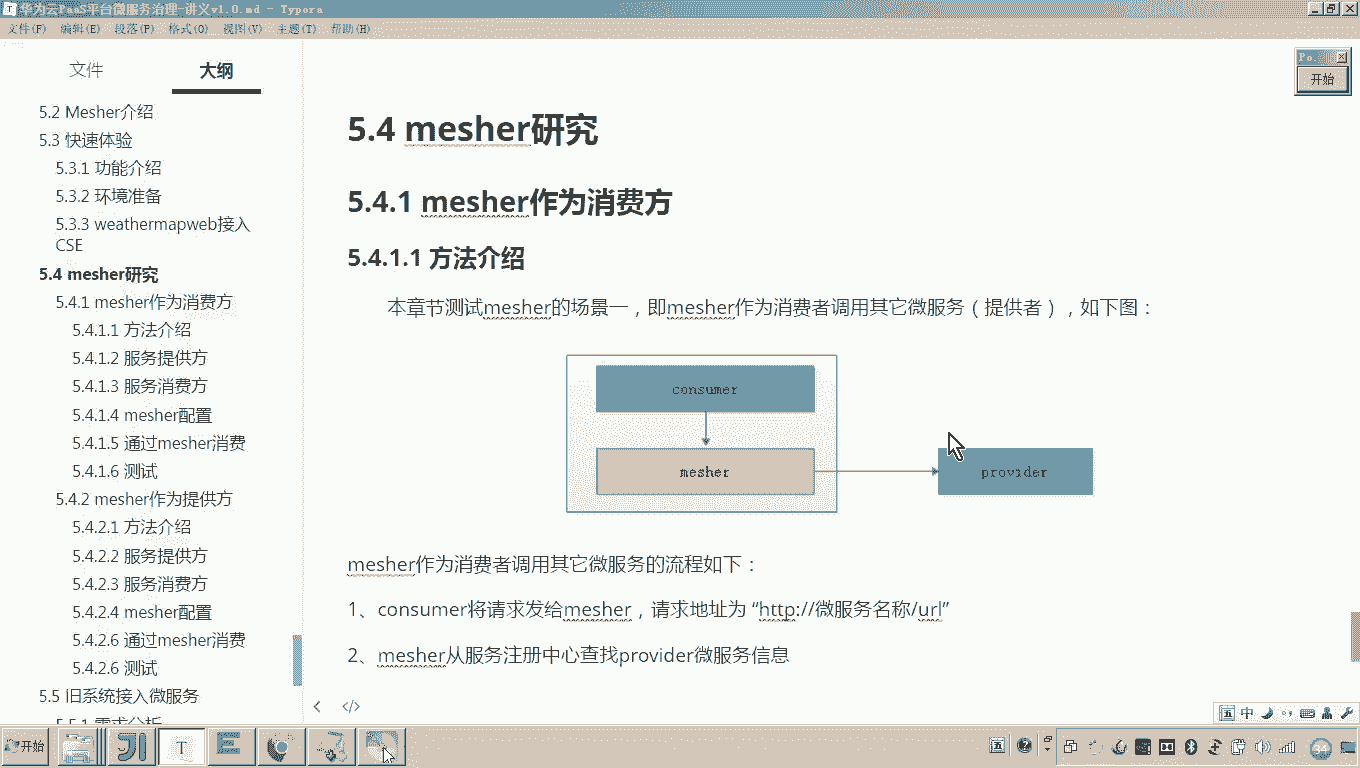 华为云PaaS平台微服务治理-讲义v1.0.md - Typora
文件(F) 编辑(E) 段落(P) 格式(O) 视图(V) 主题(T) 帮助(H)
文件 大纲
5.2 Mesher介绍
5.3 快速体验
5.3.1 功能介绍
5.3.2 环境准备
5.3.3 weathermapweb接入
CSE
5.4 mesher研究
5.4.1 mesher作为消费方
5.4.1.1 方法介绍
5.4.1.2 服务提供方
5.4.1.3 服务消费方
5.4.1.4 mesher配置
5.4.1.5 通过mesher消费
5.4.1.6 测试
5.4.2 mesher作为提供方
5.4.2.1 方法介绍
5.4.2.2 服务提供方
5.4.2.3 服务消费方
5.4.2.4 mesher配置
5.4.2.6 通过mesher消费
5.4.2.6 测试
5.5 旧系统接入微服务
5.5.1 需求分析
5.4 mesher研究
5.4.1 mesher作为消费方
5.4.1.1 方法介绍
本章节测试mesher的场景一，即mesher作为消费者调用其它微服务（提供者），如下图：
consumer
mesher
provider
mesher作为消费者调用其它微服务的流程如下：
1、consumer将请求发给mesher，请求地址为 “http://微服务名称/url”
2、mesher从服务注册中心查找provider微服务信息
Po.
开始
五 中
开始
T
五
34